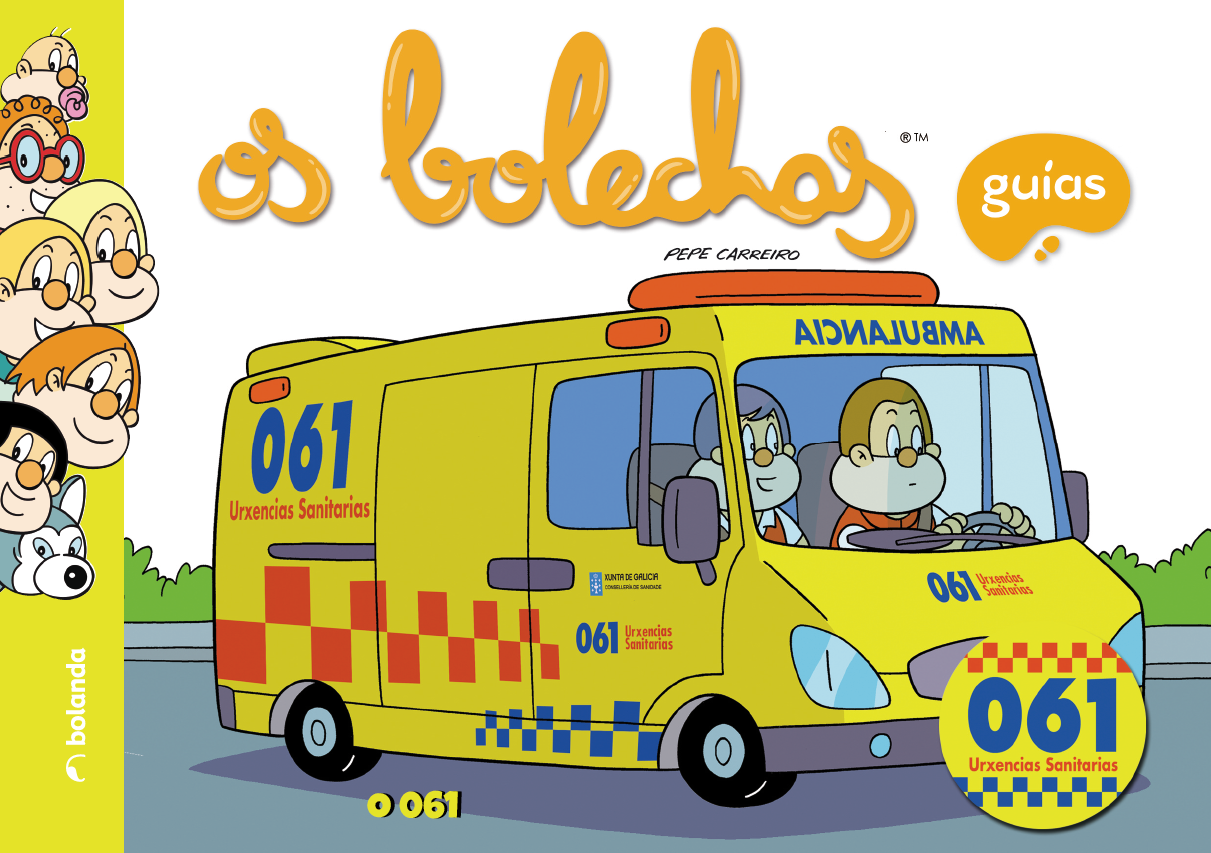 os bolechas
®™
guías
PEPE CARREIRO
AMBULANCIA
061
Urxencias Sanitarias
XUNTA DE GALICIA
CONSELLERÍA DE SANIDADE
061 Urxencias
Sanitarias
061 Urxencias
Sanitarias
061
Urxencias Sanitarias
O 061
bolanda